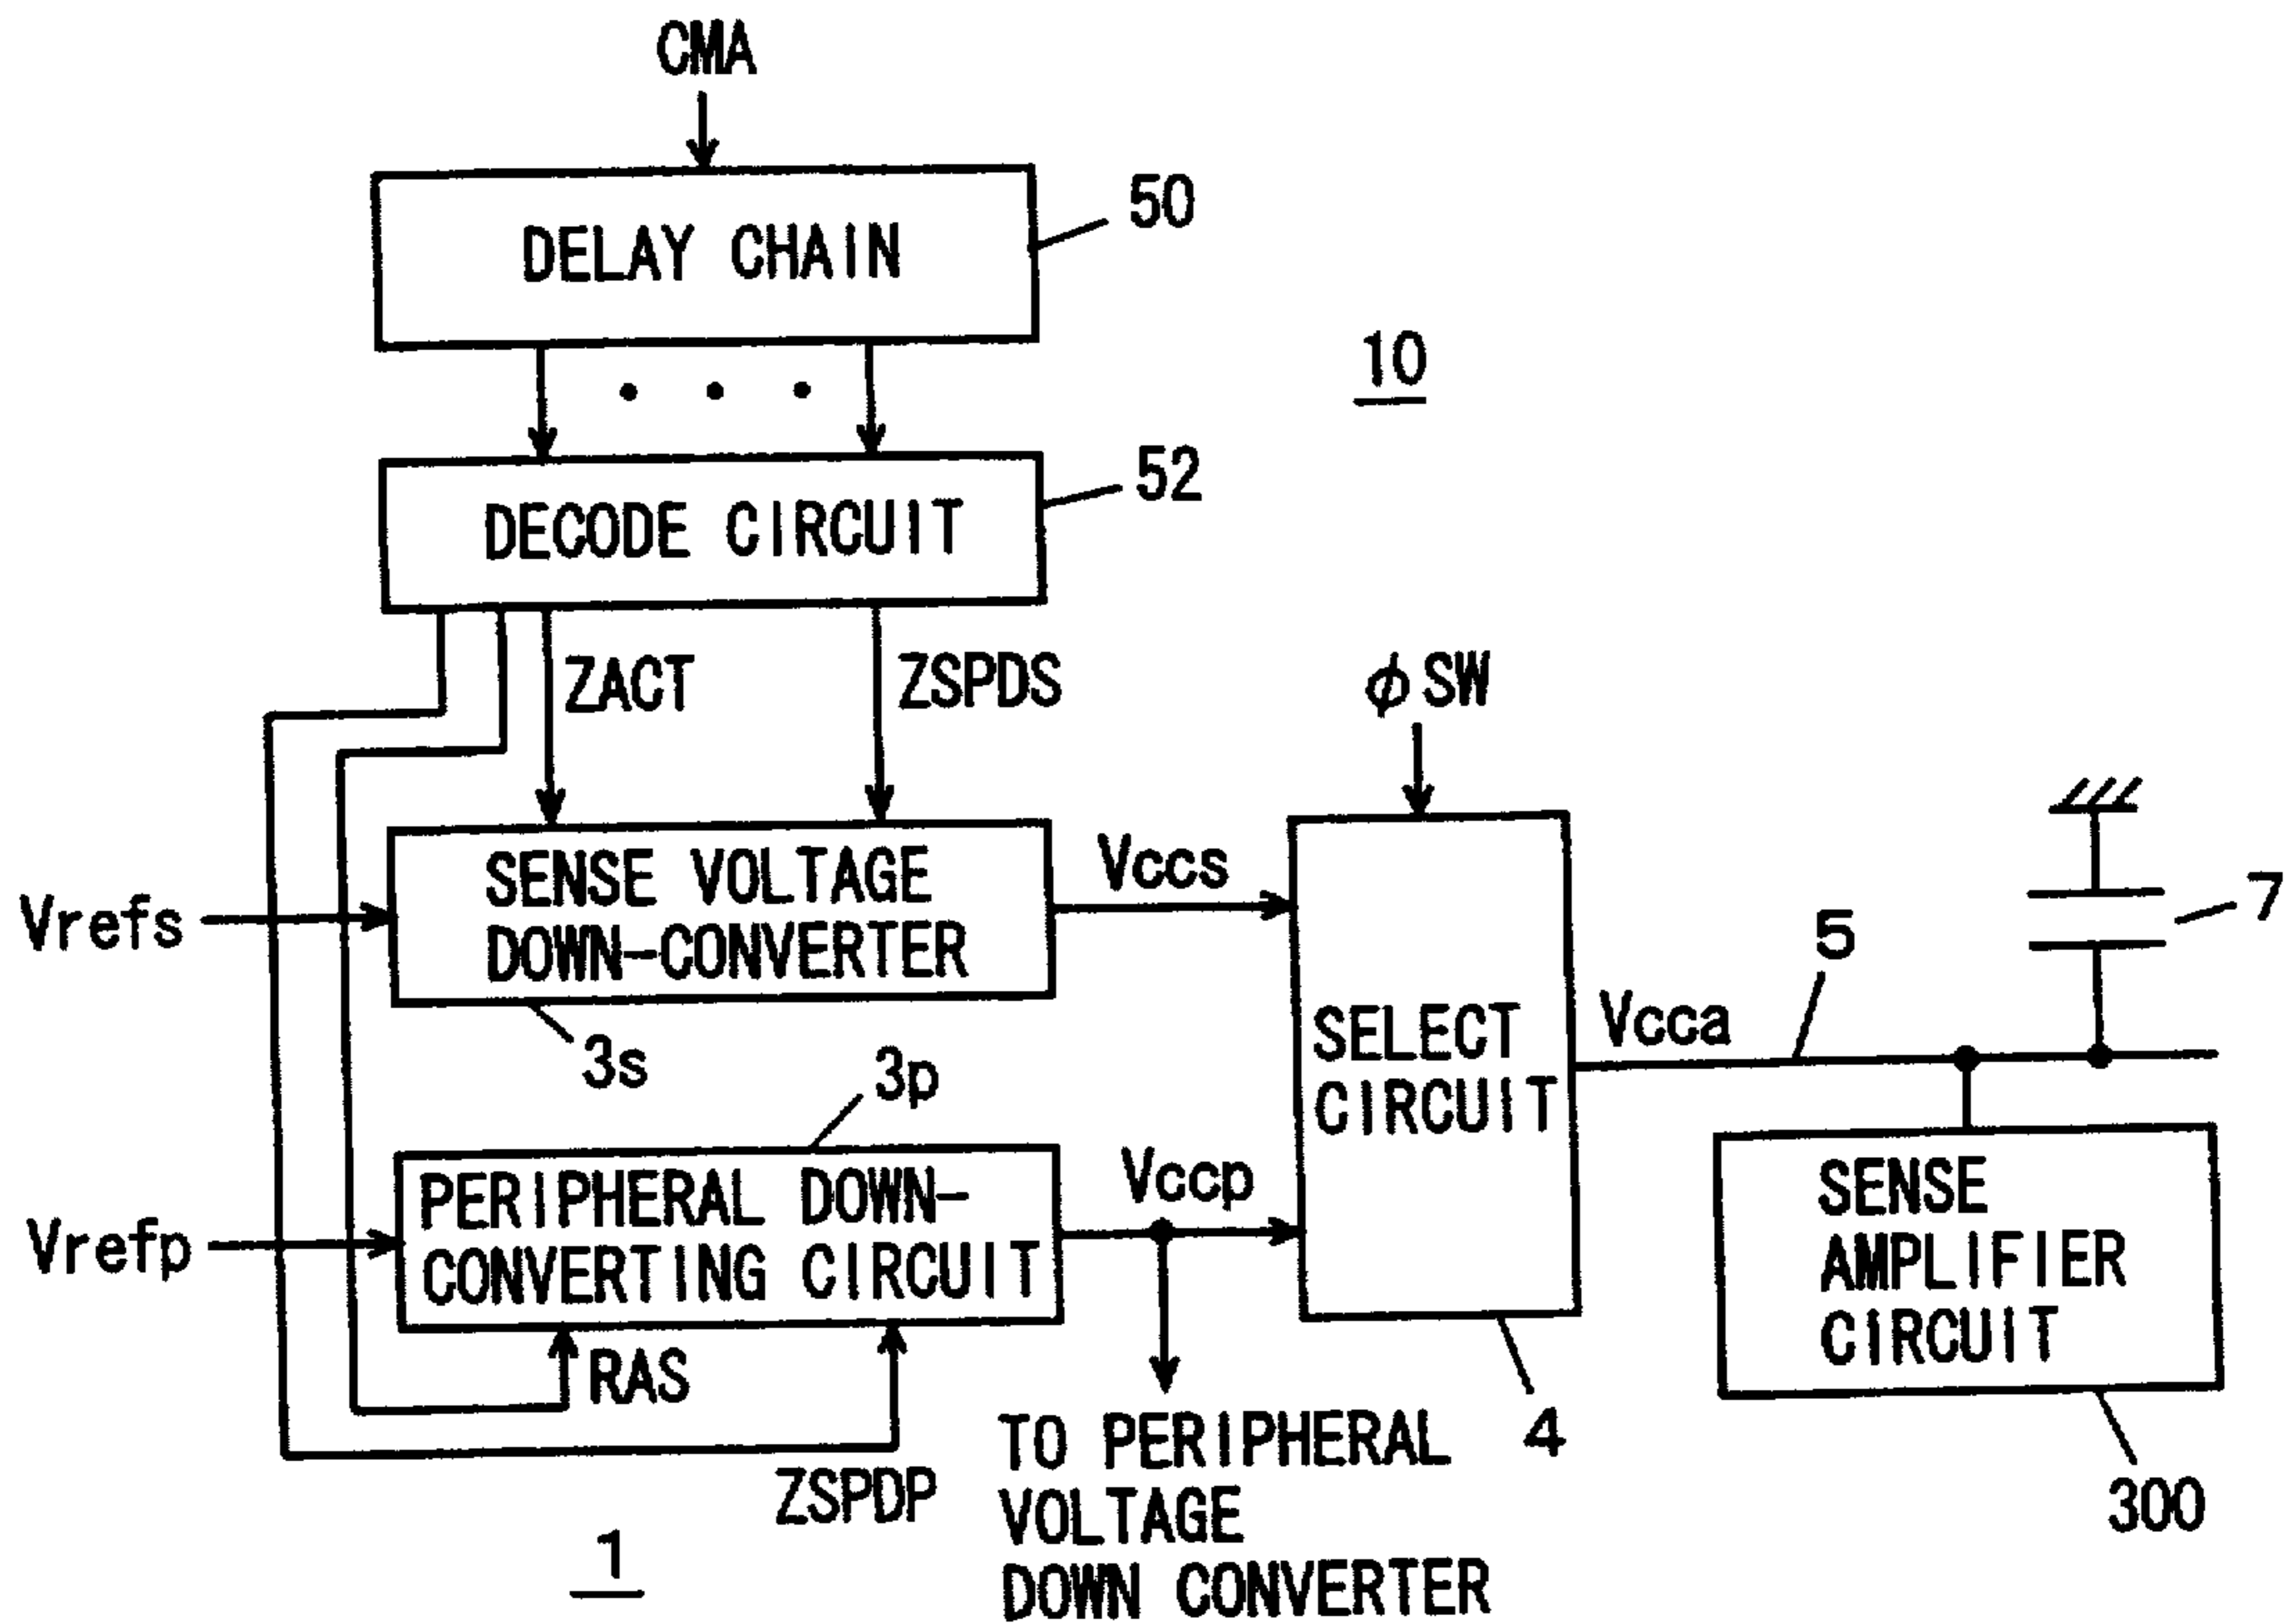 CMA
DELAY CHAIN
50
10
DECODE CIRCUIT
52
ZACT
ZSPDS
φSW
Vrefs
SENSE VOLTAGE
DOWN-CONVERTER
Vccs
3s
7
5
SELECT
CIRCUIT
Vcca
3p
Vrefp
PERIPHERAL DOWN-
CONVERTING CIRCUIT
Vccp
SENSE
AMPLIFIER
CIRCUIT
RAS
ZSPDP
TO PERIPHERAL
VOLTAGE
DOWN CONVERTER
4
300
1